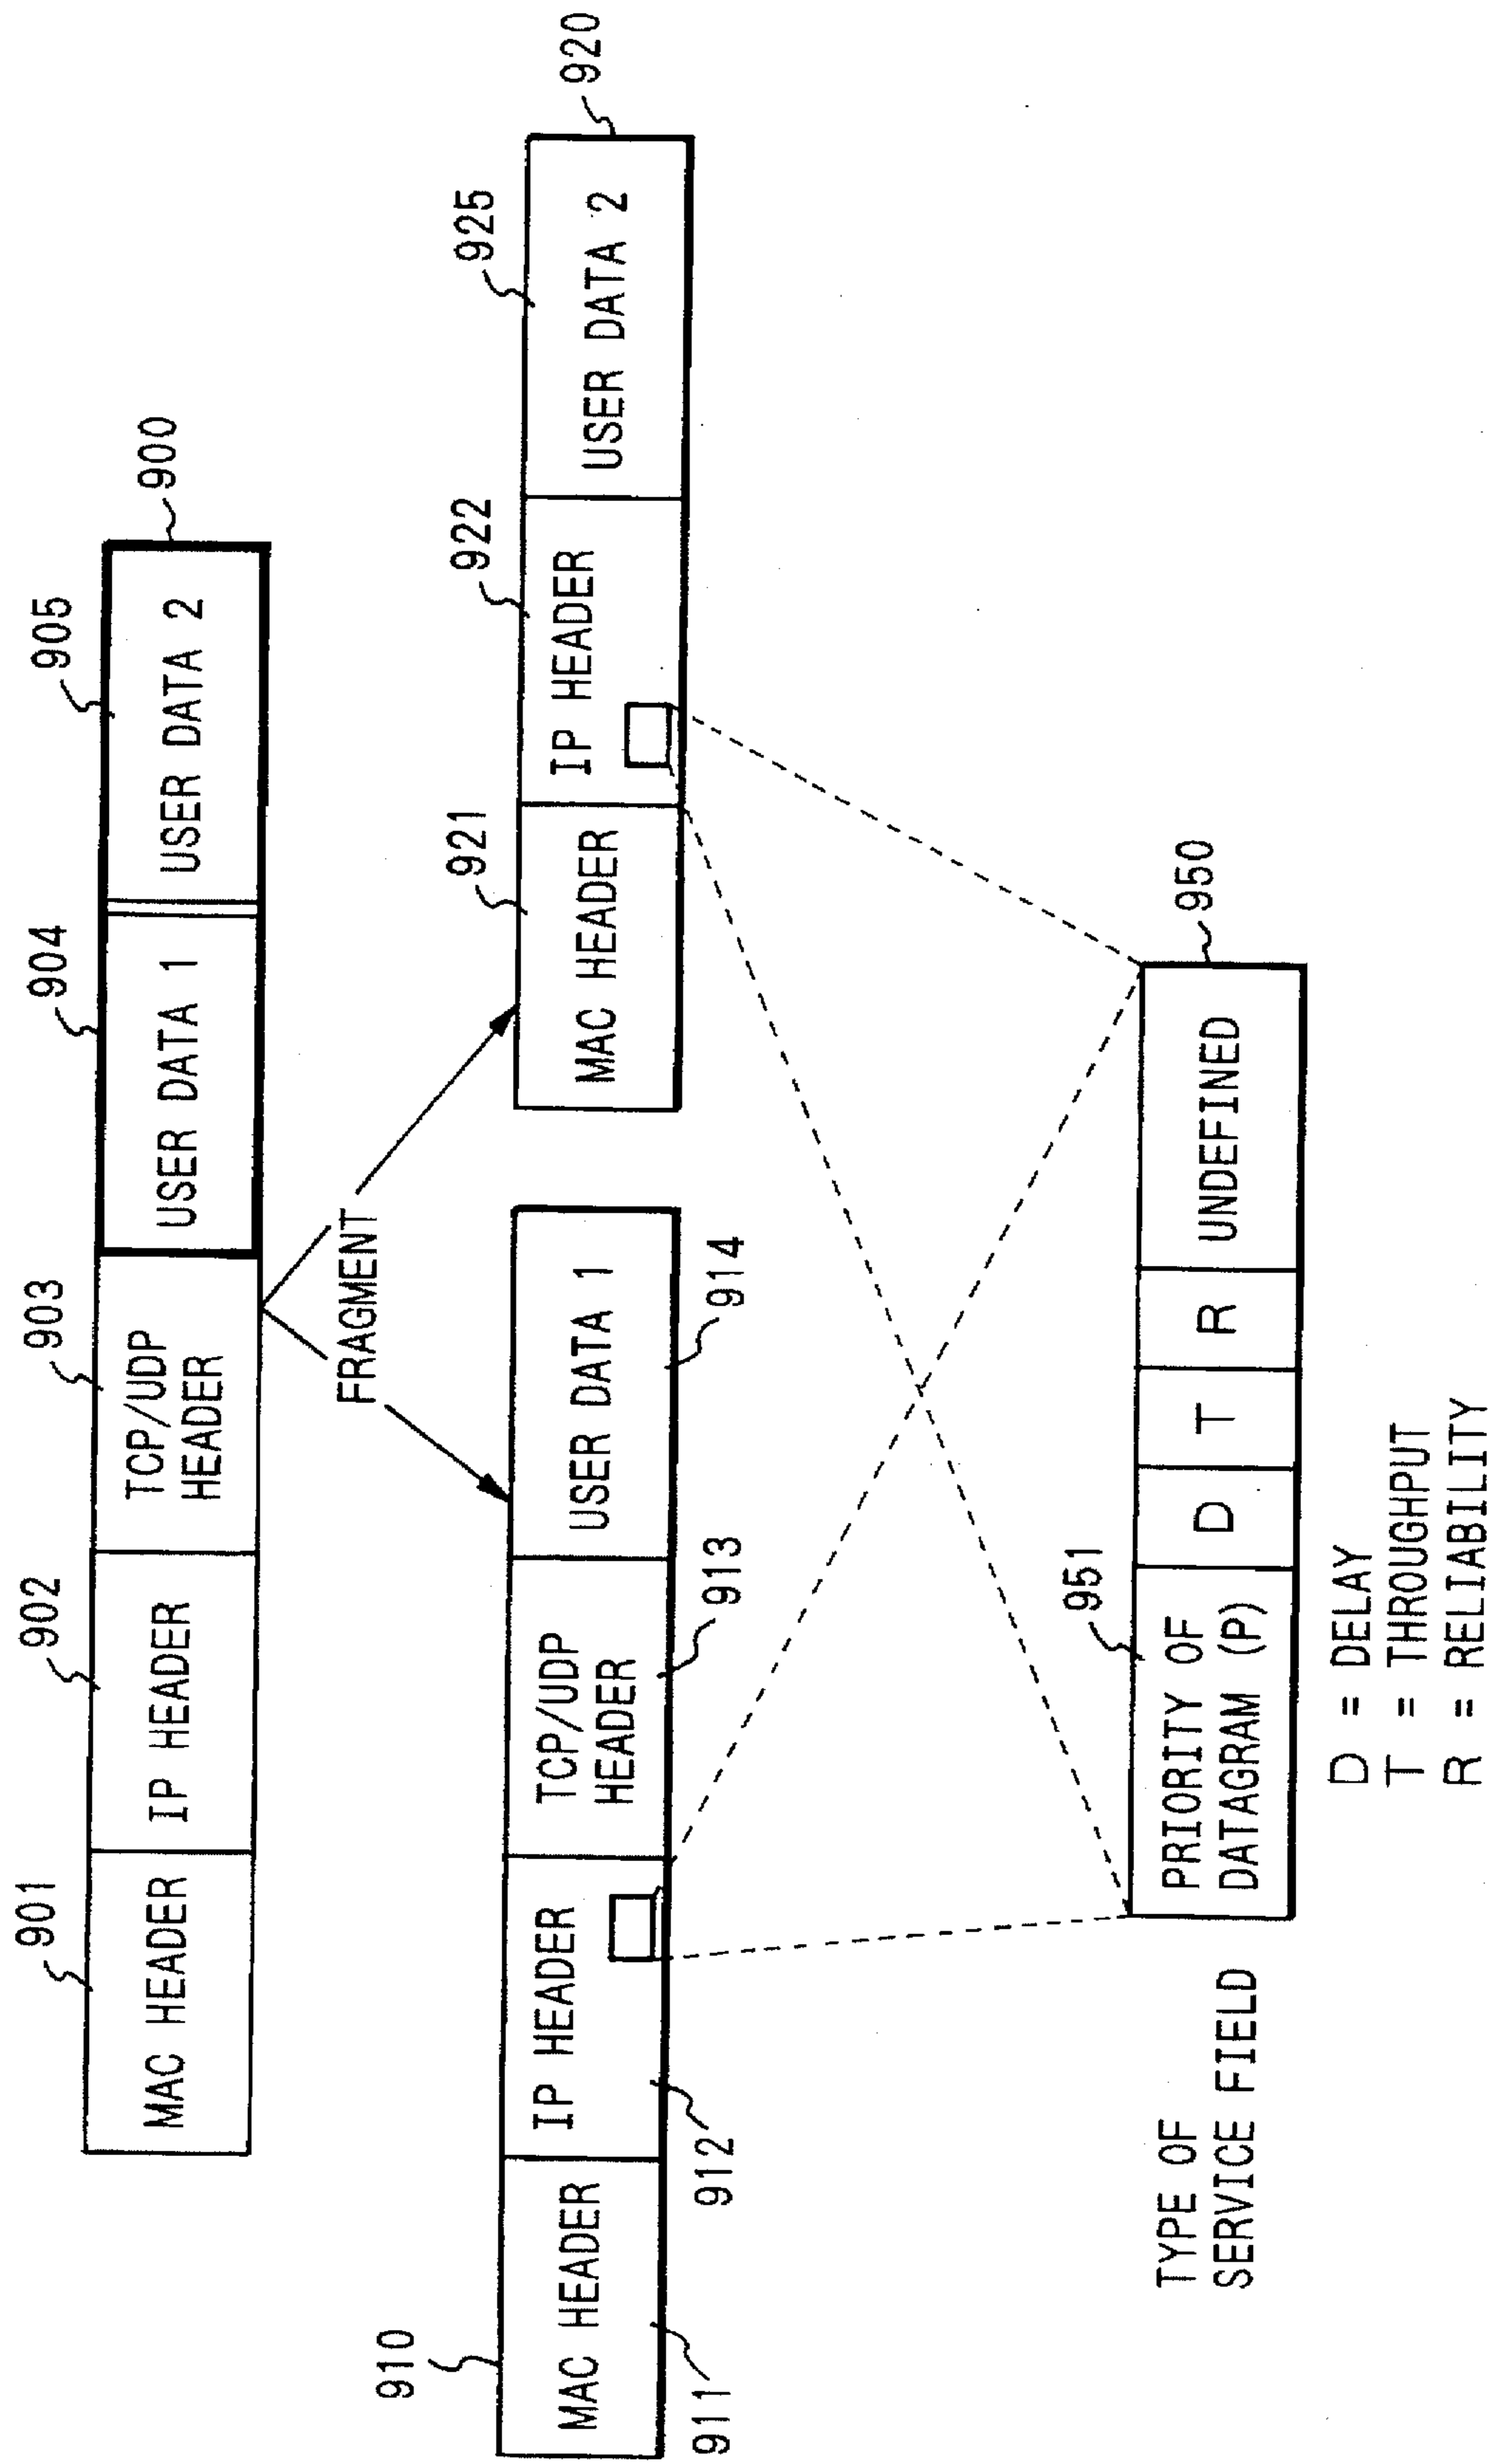 901
902
903
904
905
900
MAC HEADER
IP HEADER
TCP/UDP
HEADER
USER DATA 1
USER DATA 2
FRAGMENT
910
MAC HEADER
IP HEADER
TCP/UDP
HEADER
USER DATA 1
911
912
913
914
921
922
925
920
MAC HEADER
IP HEADER
USER DATA 2
TYPE OF
SERVICE FIELD
951
950
PRIORITY OF
DATAGRAM (P)
D
T
R
UNDEFINED
D = DELAY
T = THROUGHPUT
R = RELIABILITY